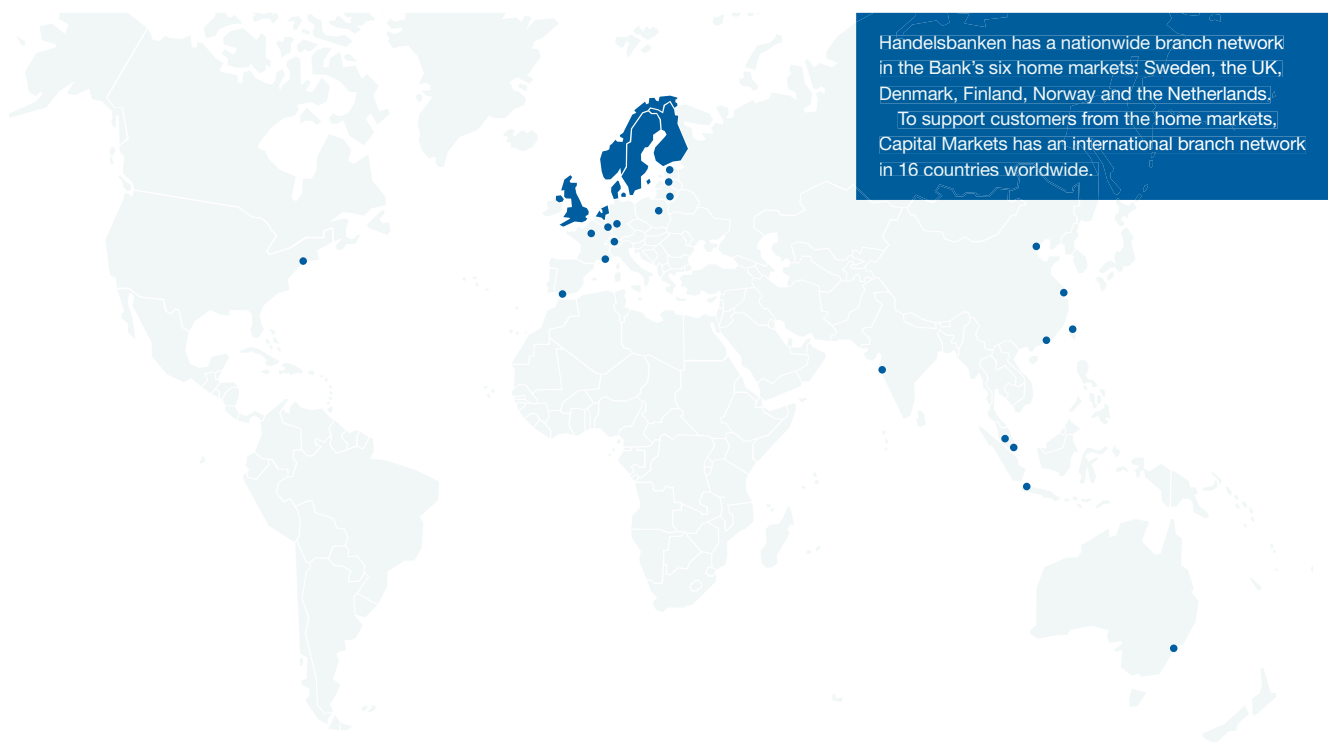 Handelsbanken has a nationwide branch network
in the Bank's six home markets: Sweden, the UK,
Denmark, Finland, Norway and the Netherlands.
To support customers from the home markets,
Capital Markets has an international branch network
in 16 countries worldwide.